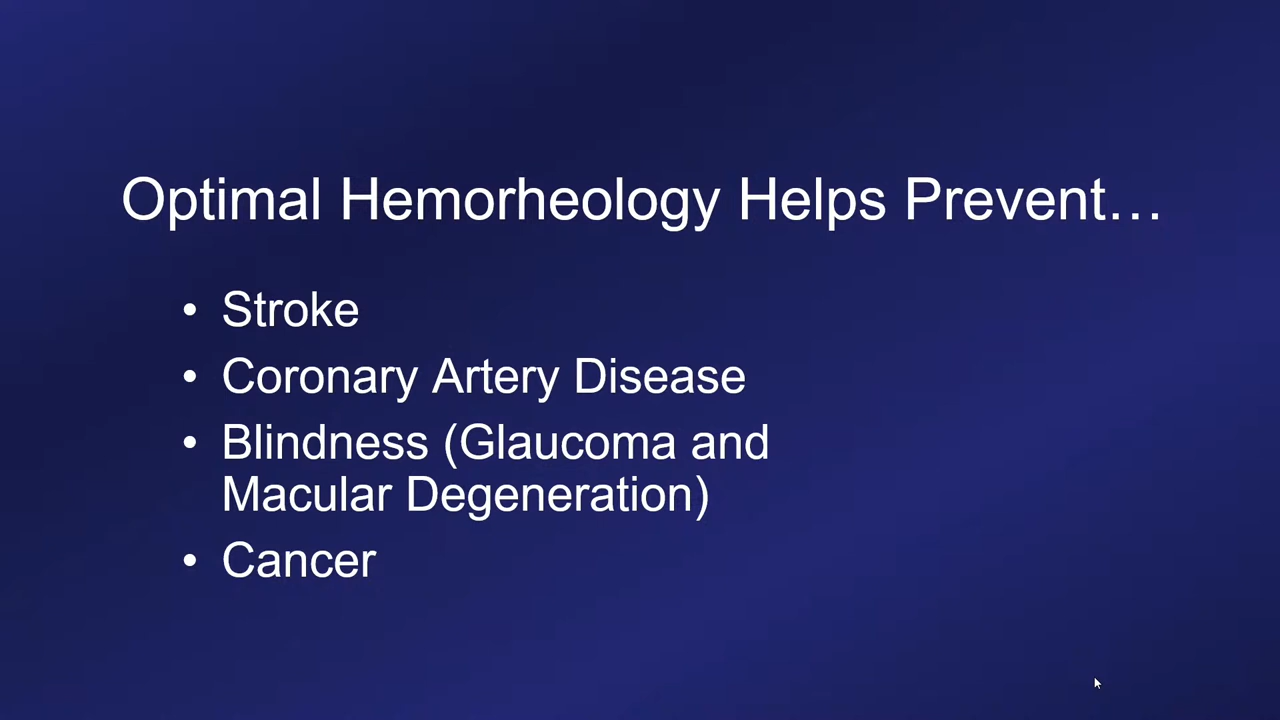 Optimal Hemorheology Helps Prevent…
• Stroke
• Coronary Artery Disease
• Blindness (Glaucoma and
Macular Degeneration)
• Cancer